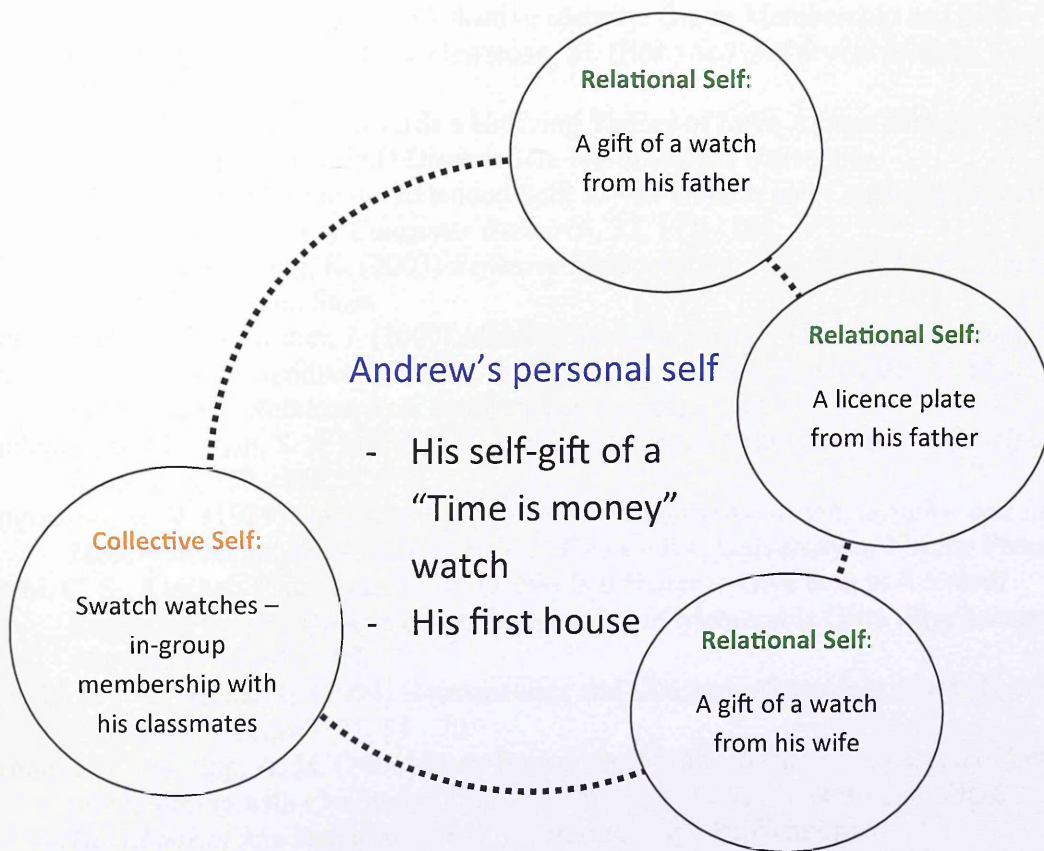 Relational Self:
A gift of a watch
from his father
Relational Self:
A licence plate
from his father
Andrew's personal self
- His self-gift of a
"Time is money"
watch
- His first house
Collective Self:
Swatch watches –
in-group
membership with
his classmates
Relational Self:
A gift of a watch
from his wife